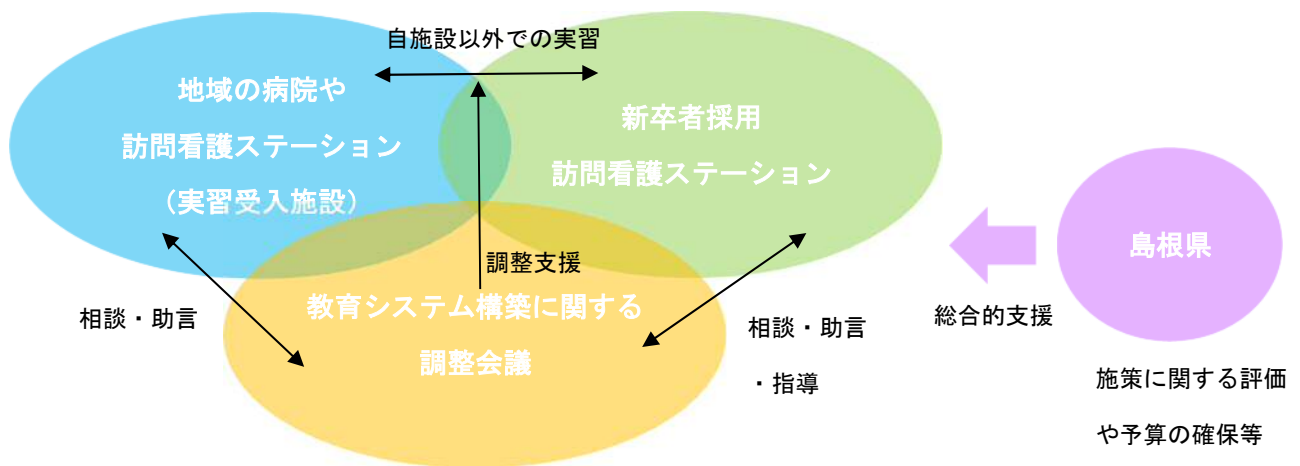 自施設以外での実習
地域の病院や
訪問看護ステーション
（実習受入施設）
新卒者採用
訪問看護ステーション
島根県
調整支援
教育システム構築に関する
調整会議
相談・助言
相談・助言
・指導
総合的支援
施策に関する評価
や予算の確保等